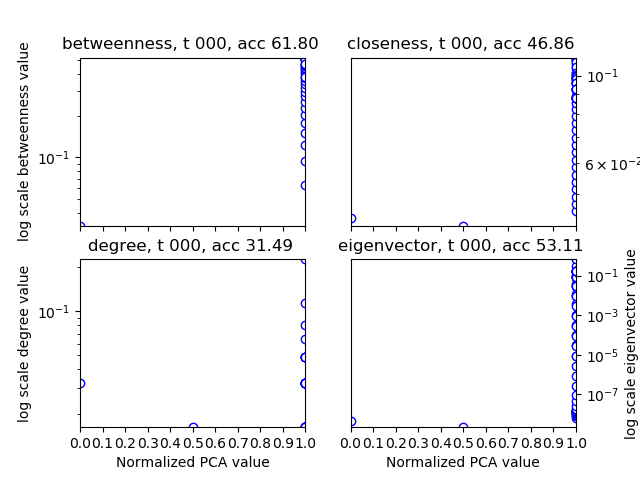 betweenness, t 000, acc 61.80
closeness, t 000, acc 46.86
log scale betweenness value
10⁻¹
10⁻¹
6 × 10⁻²
degree, t 000, acc 31.49
eigenvector, t 000, acc 53.11
log scale degree value
10⁻¹
10⁻¹
10⁻³
10⁻⁵
10⁻⁷
log scale eigenvector value
0.0 0.1 0.2 0.3 0.4 0.5 0.6 0.7 0.8 0.9 1.0
0.0 0.1 0.2 0.3 0.4 0.5 0.6 0.7 0.8 0.9 1.0
Normalized PCA value
Normalized PCA value